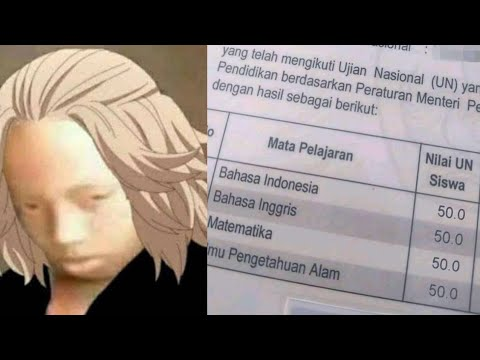 sional :
yang telah mengikuti Ujian Nasional (UN) yan
Pendidikan berdasarkan Peraturan Menteri Pe
dengan hasil sebagai berikut:
o Mata Pelajaran Nilai UN
Siswa
Bahasa Indonesia 50.0
Bahasa Inggris 50.0
Matematika 50.0
mu Pengetahuan Alam 50.0